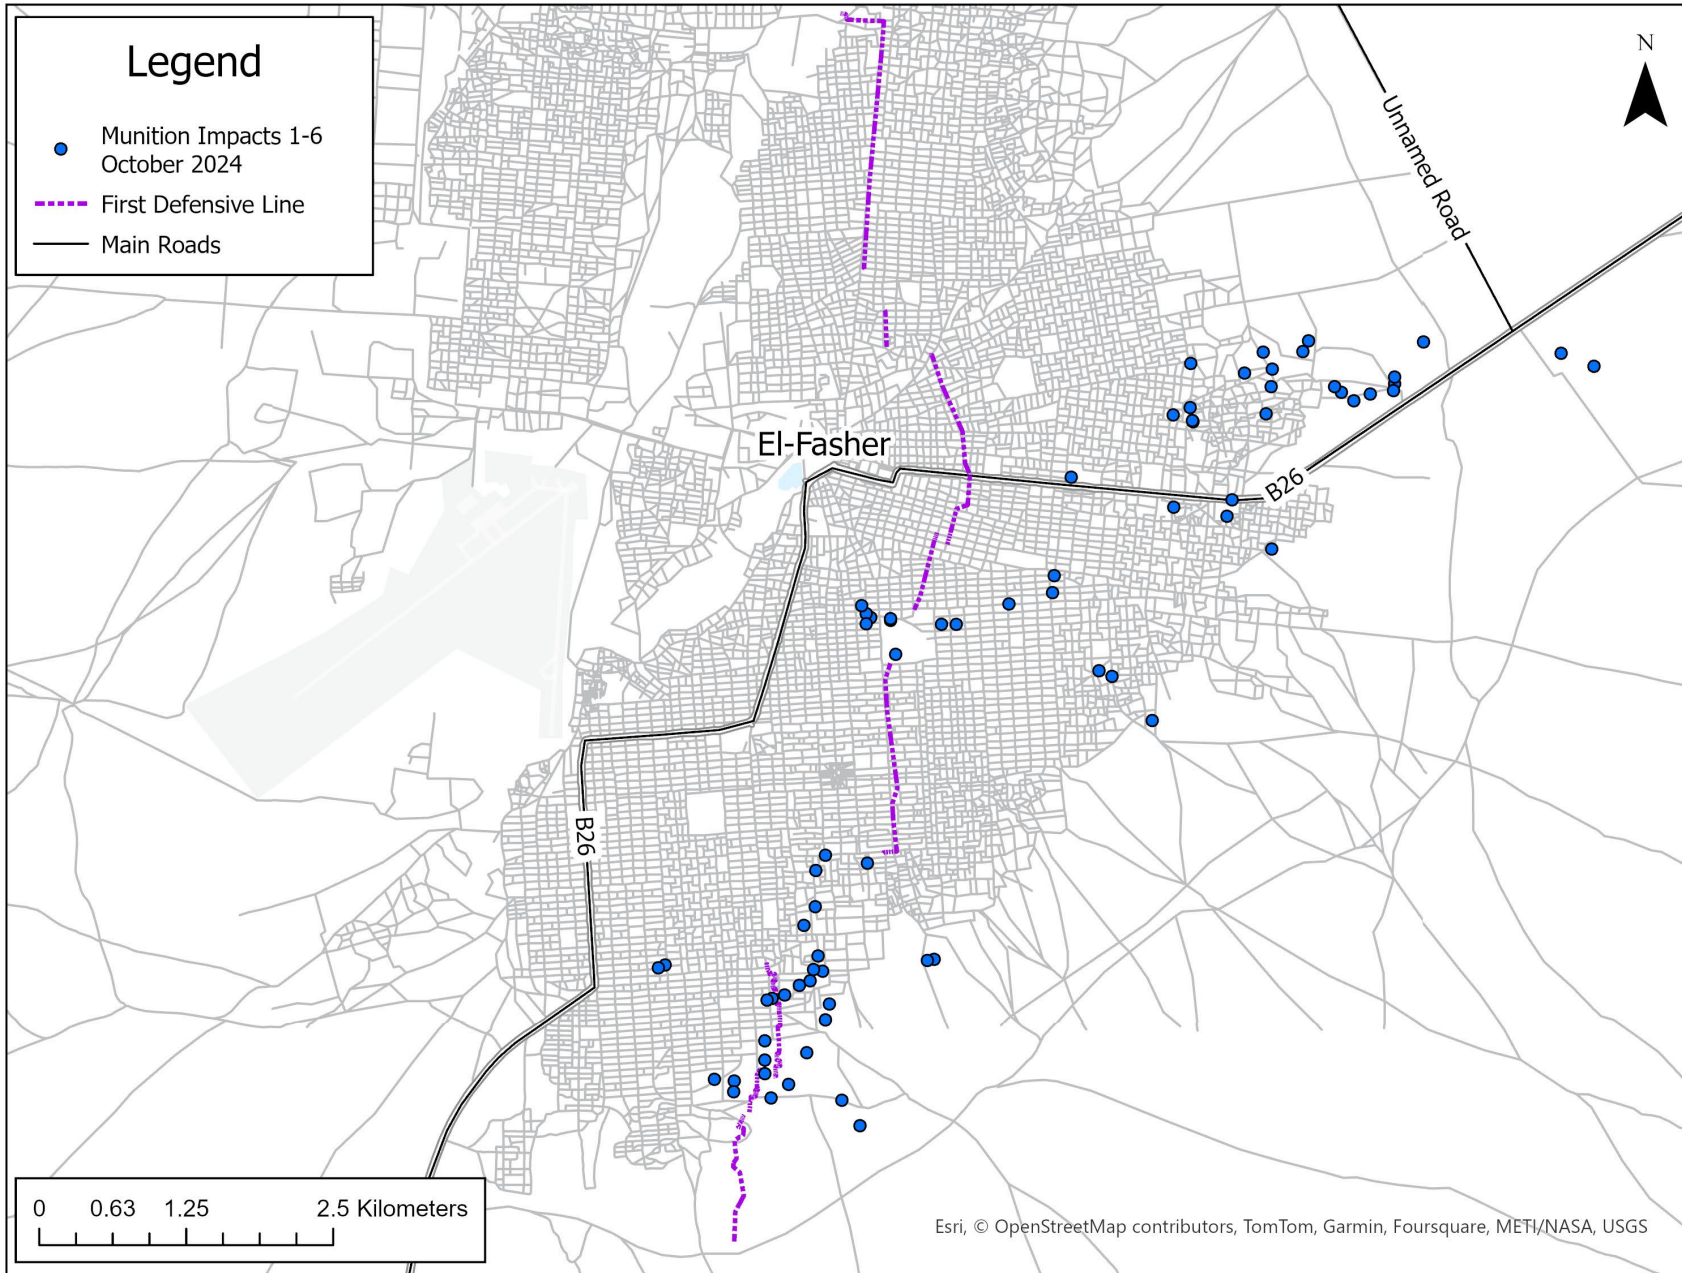 Legend
Munition Impacts 1-6
October 2024
First Defensive Line
Main Roads
N
Unnamed Road
El-Fasher
B26
B26
0 0.63 1.25 2.5 Kilometers
Esri, © OpenStreetMap contributors, TomTom, Garmin, Foursquare, METI/NASA, USGS